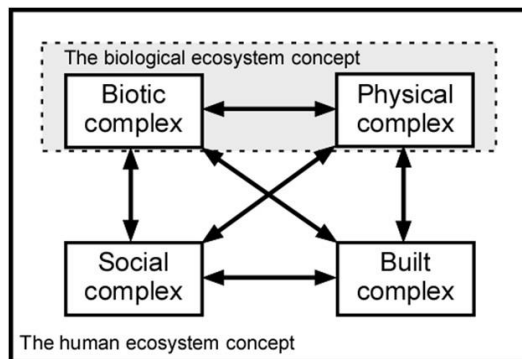 The biological ecosystem concept
Biotic
complex
Physical
complex
Social
complex
Built
complex
The human ecosystem concept